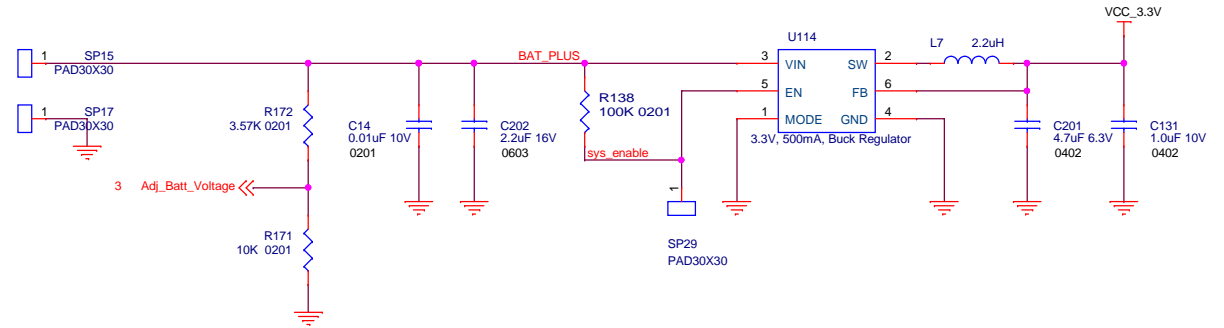 VCC_3.3V
U114
L7 2.2uH
1 SP15
PAD30X30
BAT_PLUS
3 VIN SW 2
5 EN FB 6
1 MODE GND 4
3.3V, 500mA, Buck Regulator
1 SP17
PAD30X30
R172
3.57K 0201
C14
0.01uF 10V
0201
C202
2.2uF 16V
0603
R138
100K 0201
C201
4.7uF 6.3V
0402
C131
1.0uF 10V
0402
sys_enable
3 Adj_Batt_Voltage
1
R171
10K 0201
SP29
PAD30X30